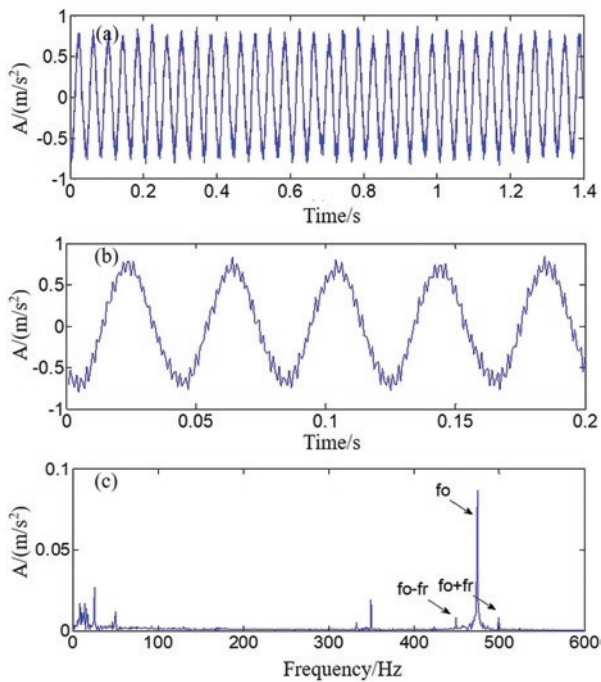 A/(m/s²)
(a)
1
0.5
0
-0.5
-1
0 0.2 0.4 0.6 0.8 1 1.2 1.4
Time/s
A/(m/s²)
(b)
1
0.5
0
-0.5
-1
0 0.05 0.1 0.15 0.2
Time/s
A/(m/s²)
(c)
0.1
0.05
0
fo
fo-fr fo+fr
0 100 200 300 400 500 600
Frequency/Hz